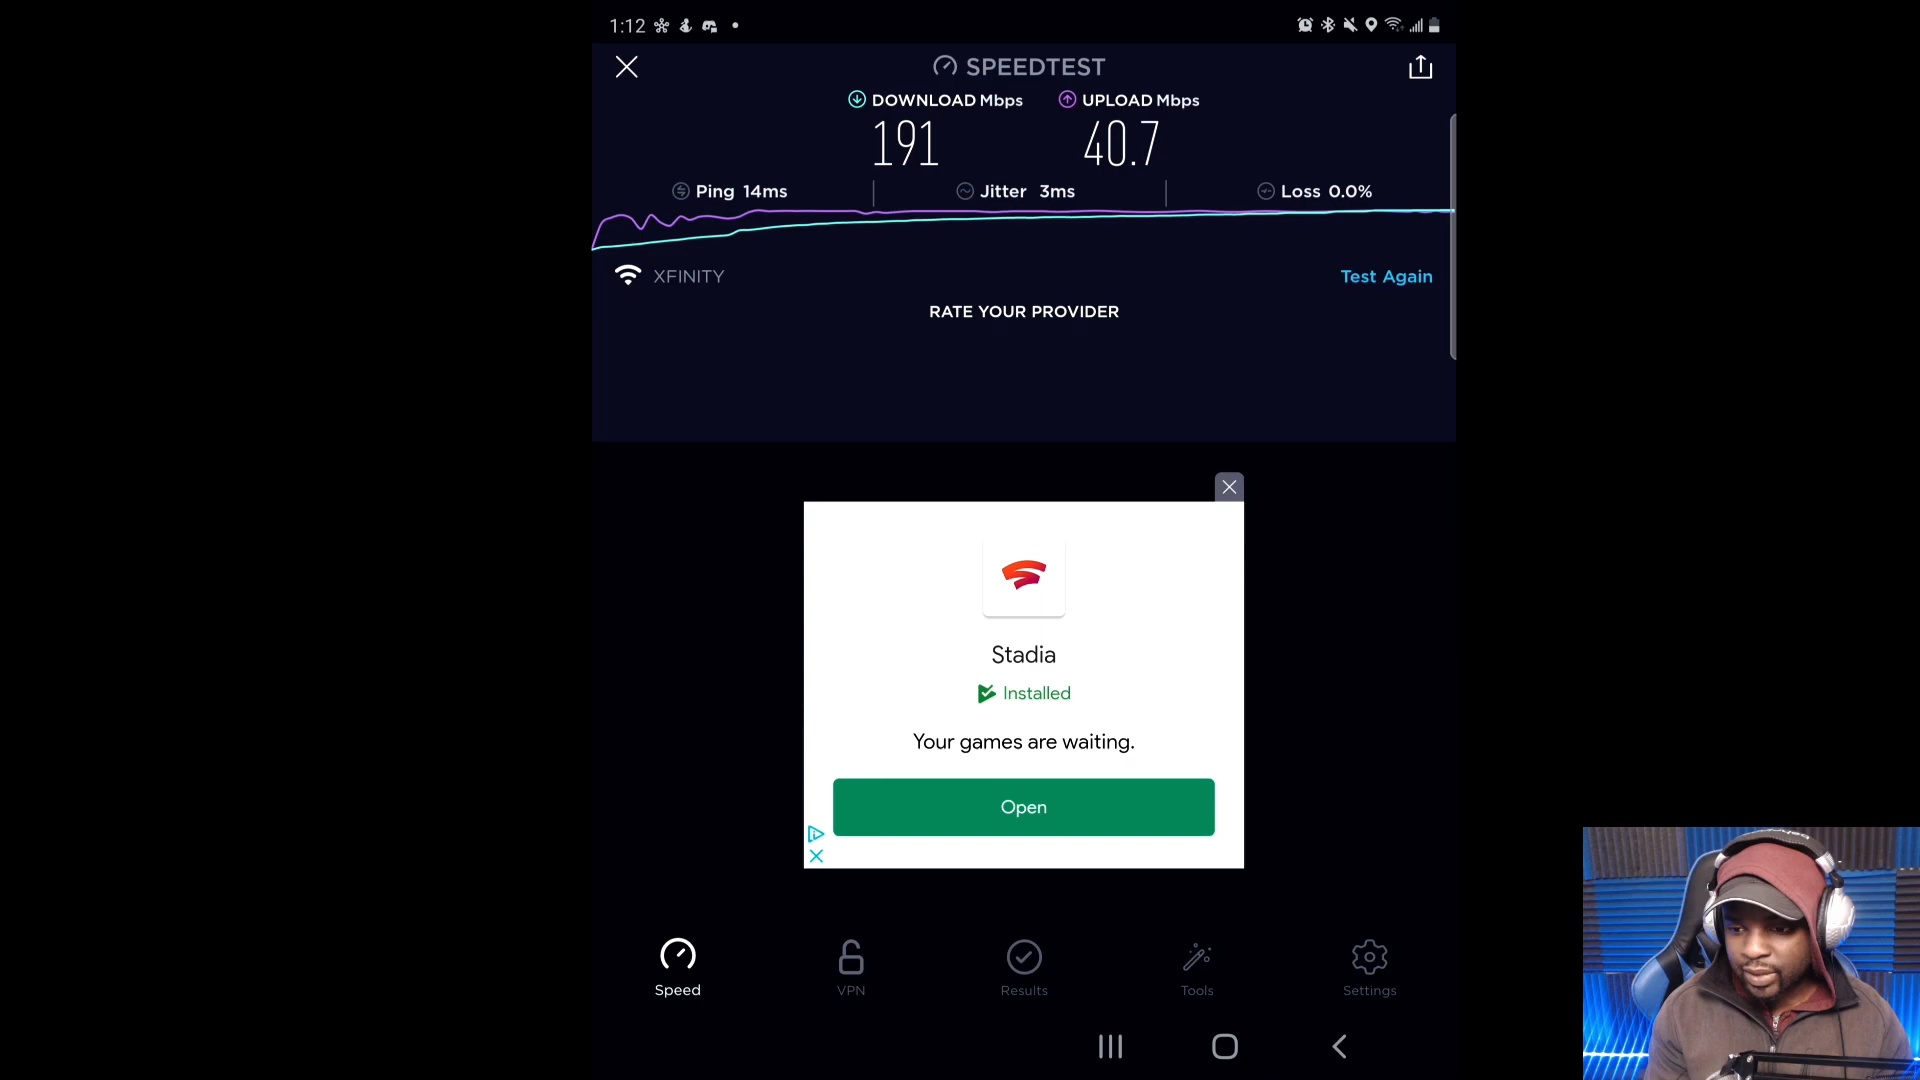 1:12
SPEEDTEST
DOWNLOAD Mbps UPLOAD Mbps
191 40.7
Ping 14ms Jitter 3ms Loss 0.0%
XFINITY Test Again
RATE YOUR PROVIDER
Stadia
Installed
Your games are waiting.
Open
Speed VPN Results Tools Settings